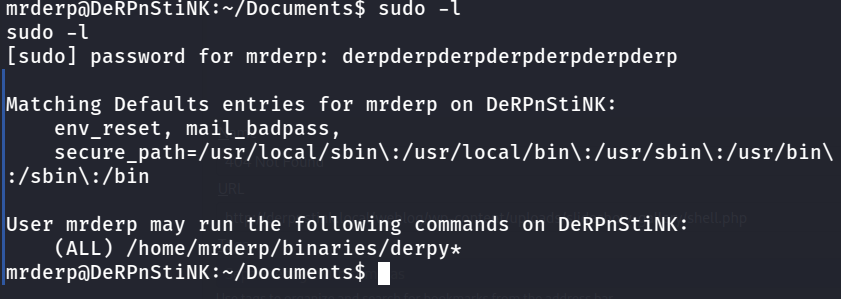 mrderp@DeRPnStiNK:~/Documents$ sudo -l
sudo -l
[sudo] password for mrderp: derpderpderpderpderpderpderp
Matching Defaults entries for mrderp on DeRPnStiNK:
    env_reset, mail_badpass,
    secure_path=/usr/local/sbin\:/usr/local/bin\:/usr/sbin\:/usr/bin\
:/sbin\:/bin
URL
User mrderp may run the following commands on DeRPnStiNK:
    (ALL) /home/mrderp/binaries/derpy*
mrderp@DeRPnStiNK:~/Documents$